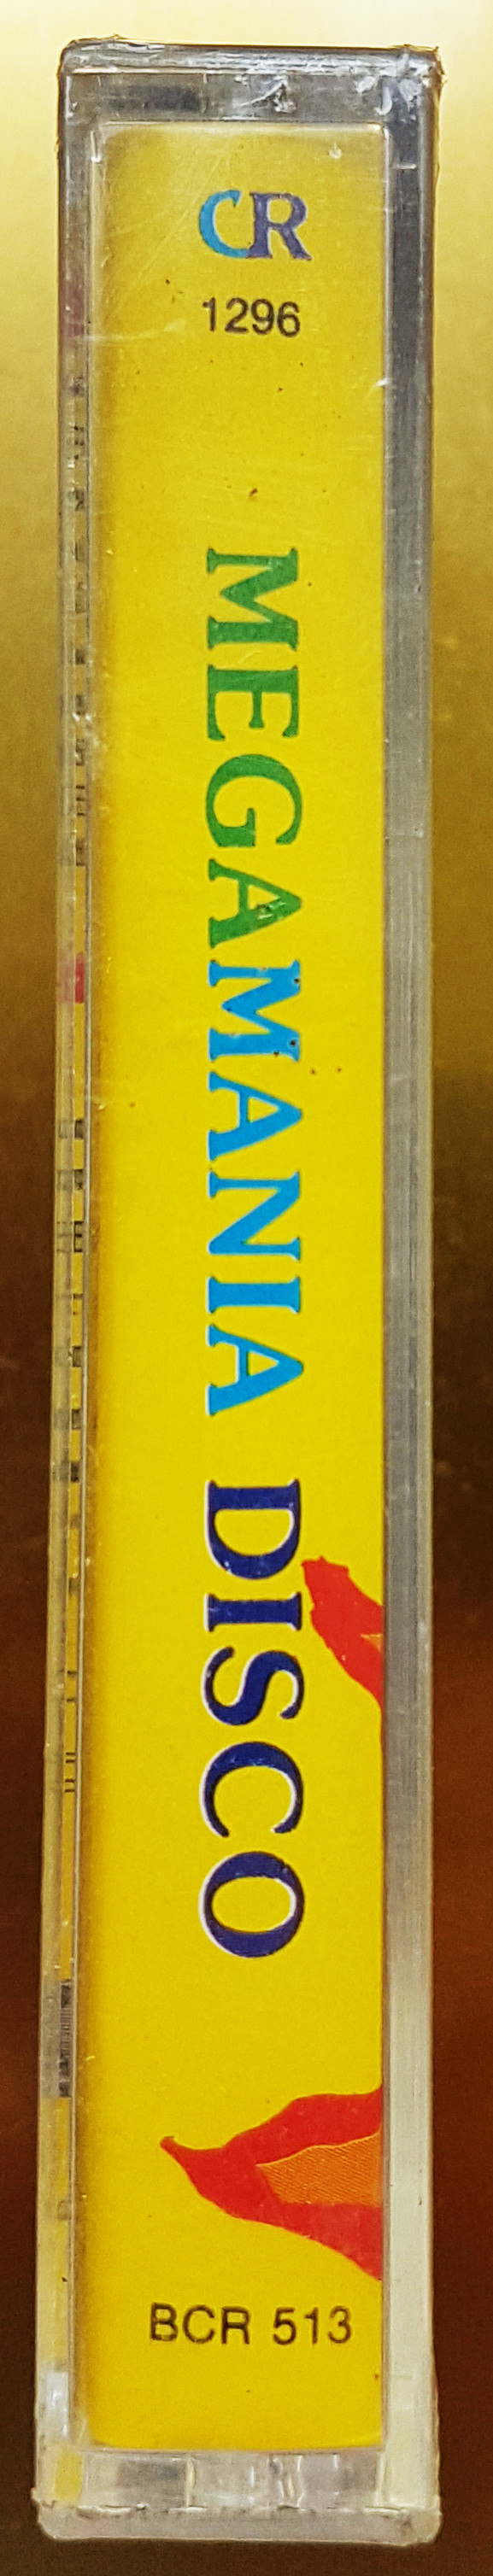 CR
1296
MEGAMANIA DISCO
BCR 513